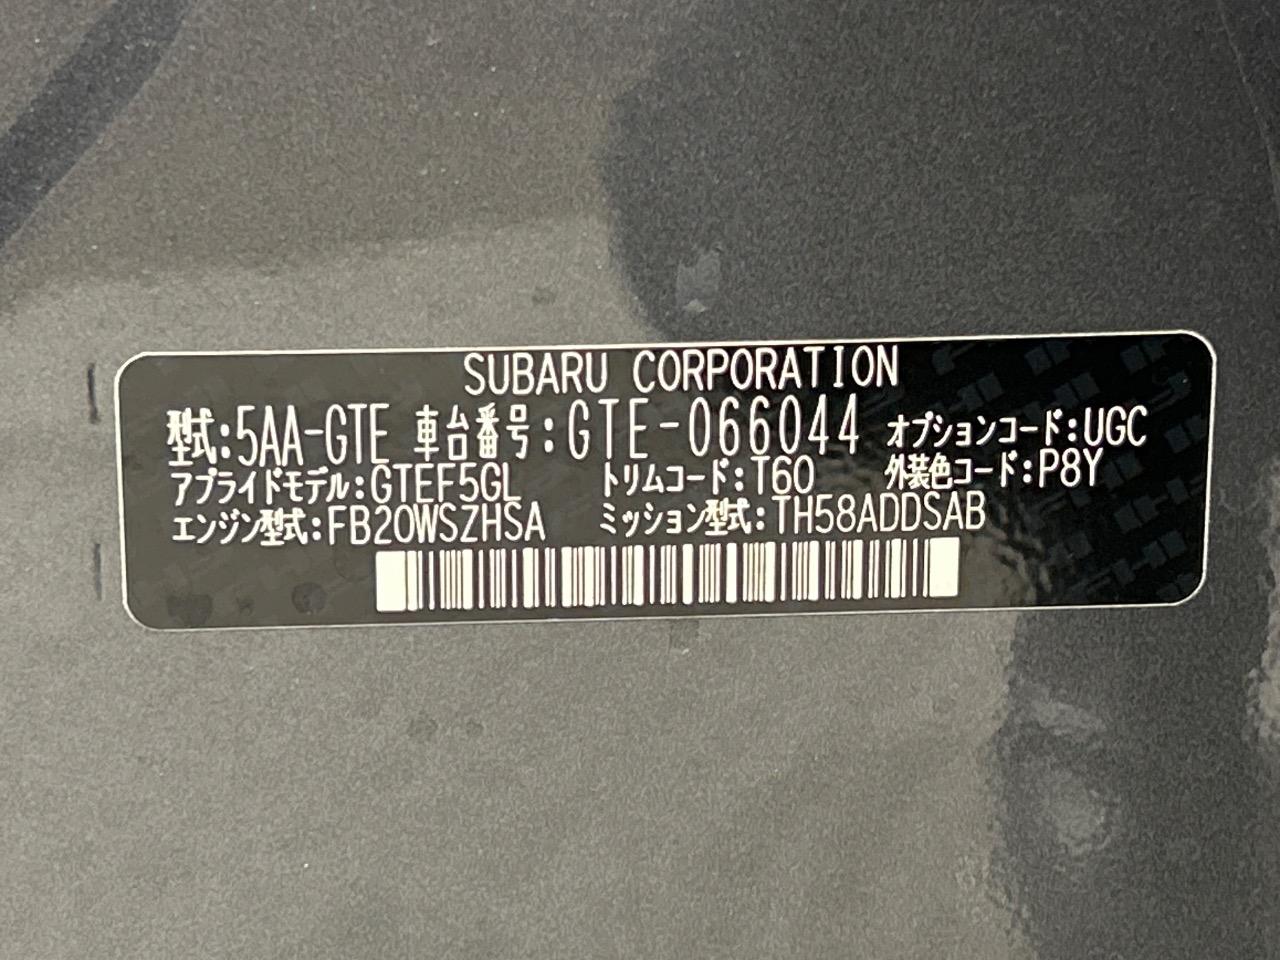 SUBARU CORPORATION
型式:5AA-GTE 車台番号:GTE-066044 オプションコード:UGC
アプライドモデル:GTEF5GL トリムコード:T60 外装色コード:P8Y
エンジン型式:FB20WSZHSA ミッション型式:TH58ADDSAB